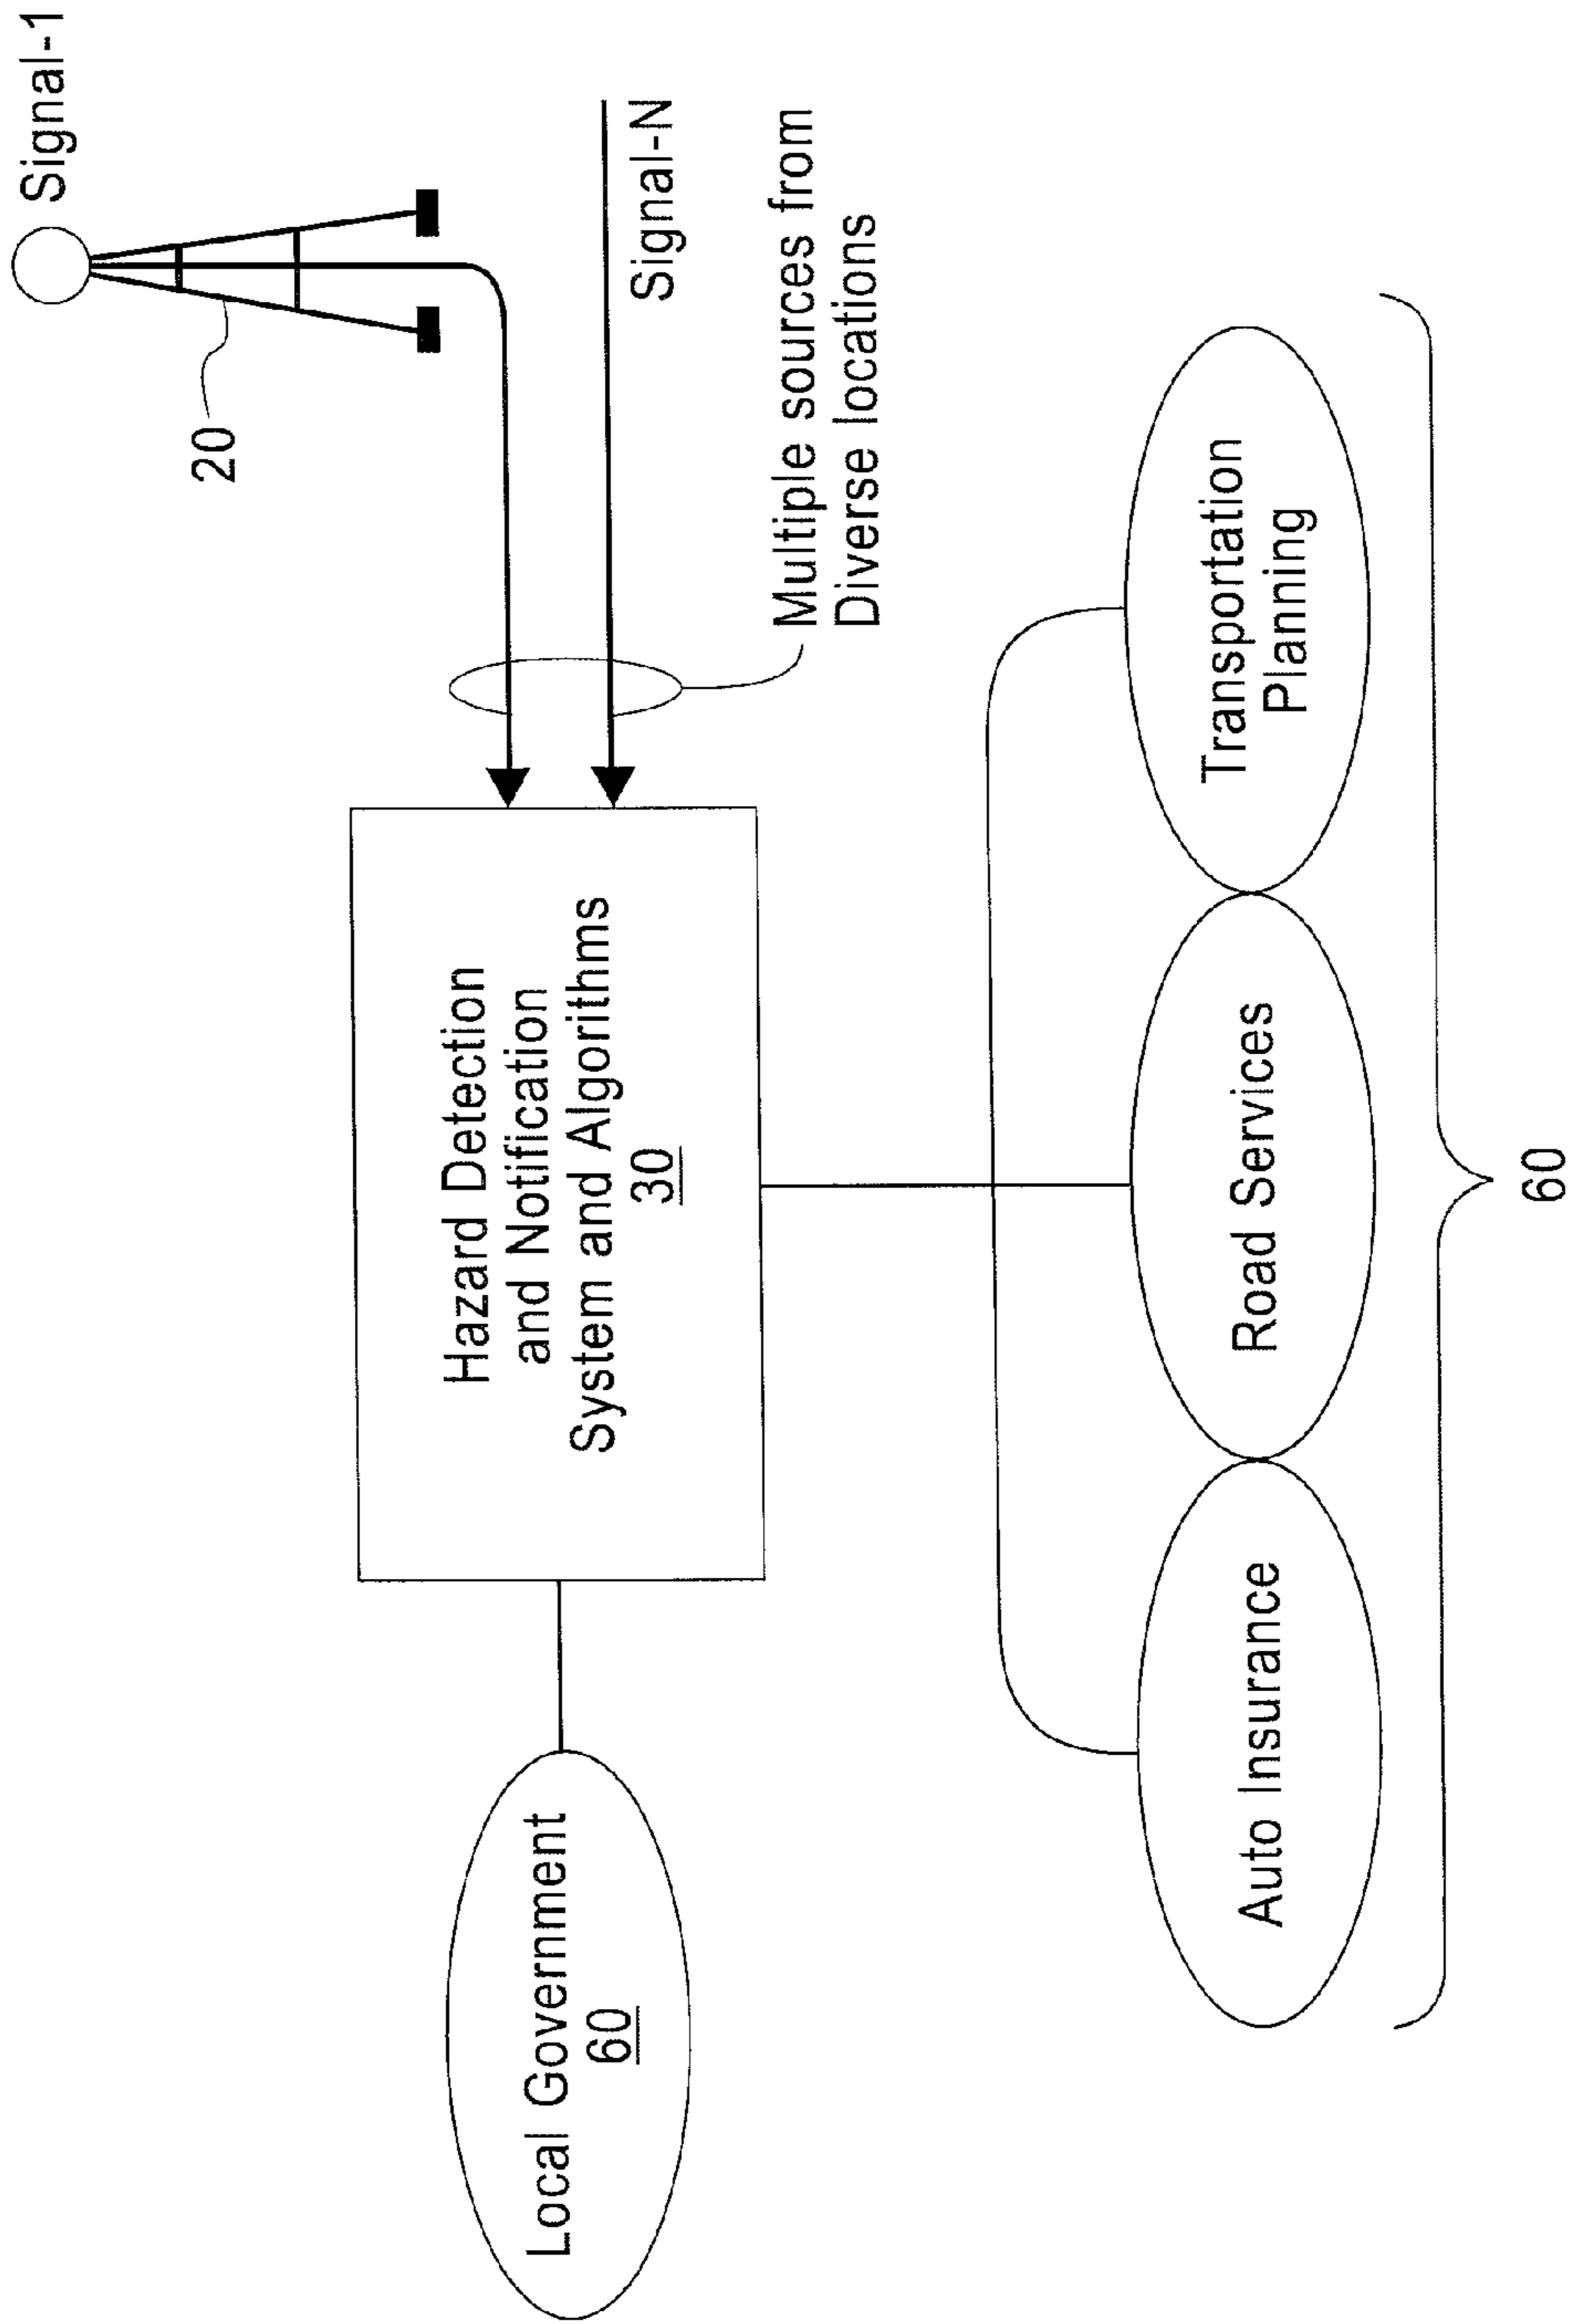 Signal-1
20
Signal-N
Multiple sources from
Diverse locations
Hazard Detection
and Notification
System and Algorithms
30
Local Government
60
Auto Insurance
Road Services
Transportation
Planning
60